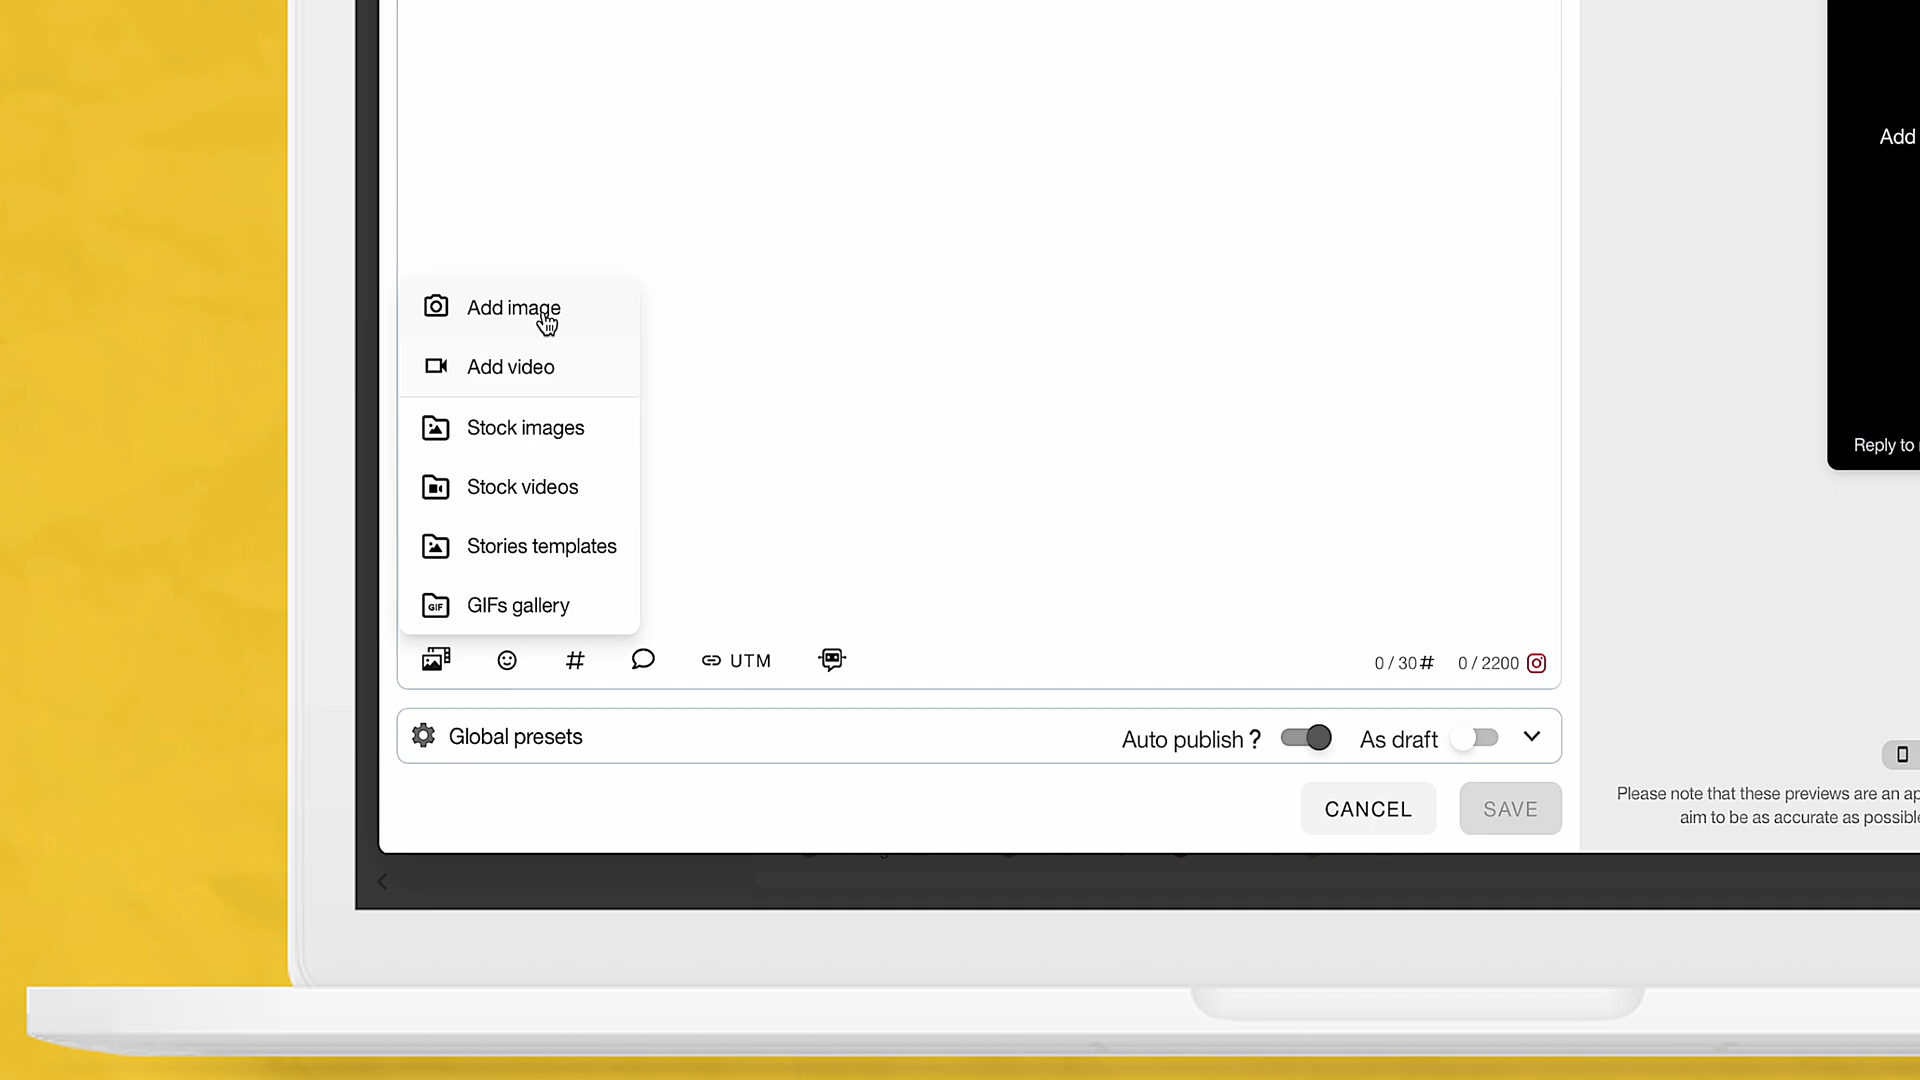 Add
Add image
Add video
Stock images
Reply to
Stock videos
Stories templates
GIF GIFs gallery
# UTM 0 / 30# 0 / 2200
Global presets Auto publish ? As draft
CANCEL SAVE
Please note that these previews are an
aim to be as accurate as possible